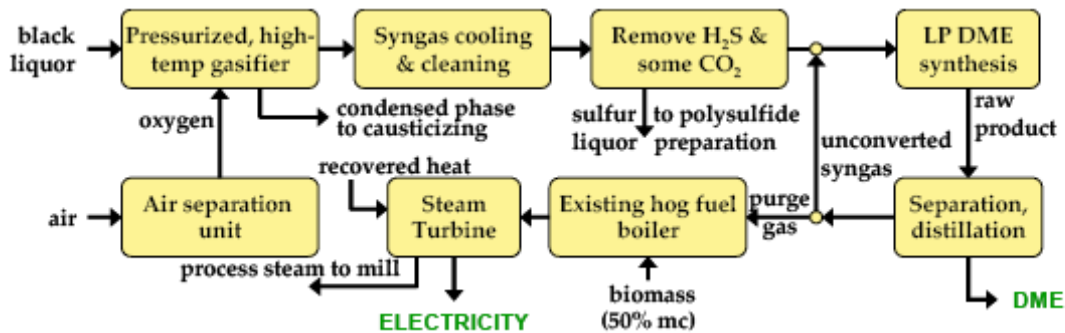 black
liquor
Pressurized, high-
temp gasifier
Syngas cooling
& cleaning
Remove H₂S &
some CO₂
LP DME
synthesis
oxygen
condensed phase
to causticizing
sulfur
liquor
to polysulfide
preparation
raw
product
unconverted
syngas
recovered heat
air
Air separation
unit
Steam
Turbine
Existing hog fuel
boiler
purge
gas
Separation,
distillation
process steam to mill
ELECTRICITY
biomass
(50% mc)
DME